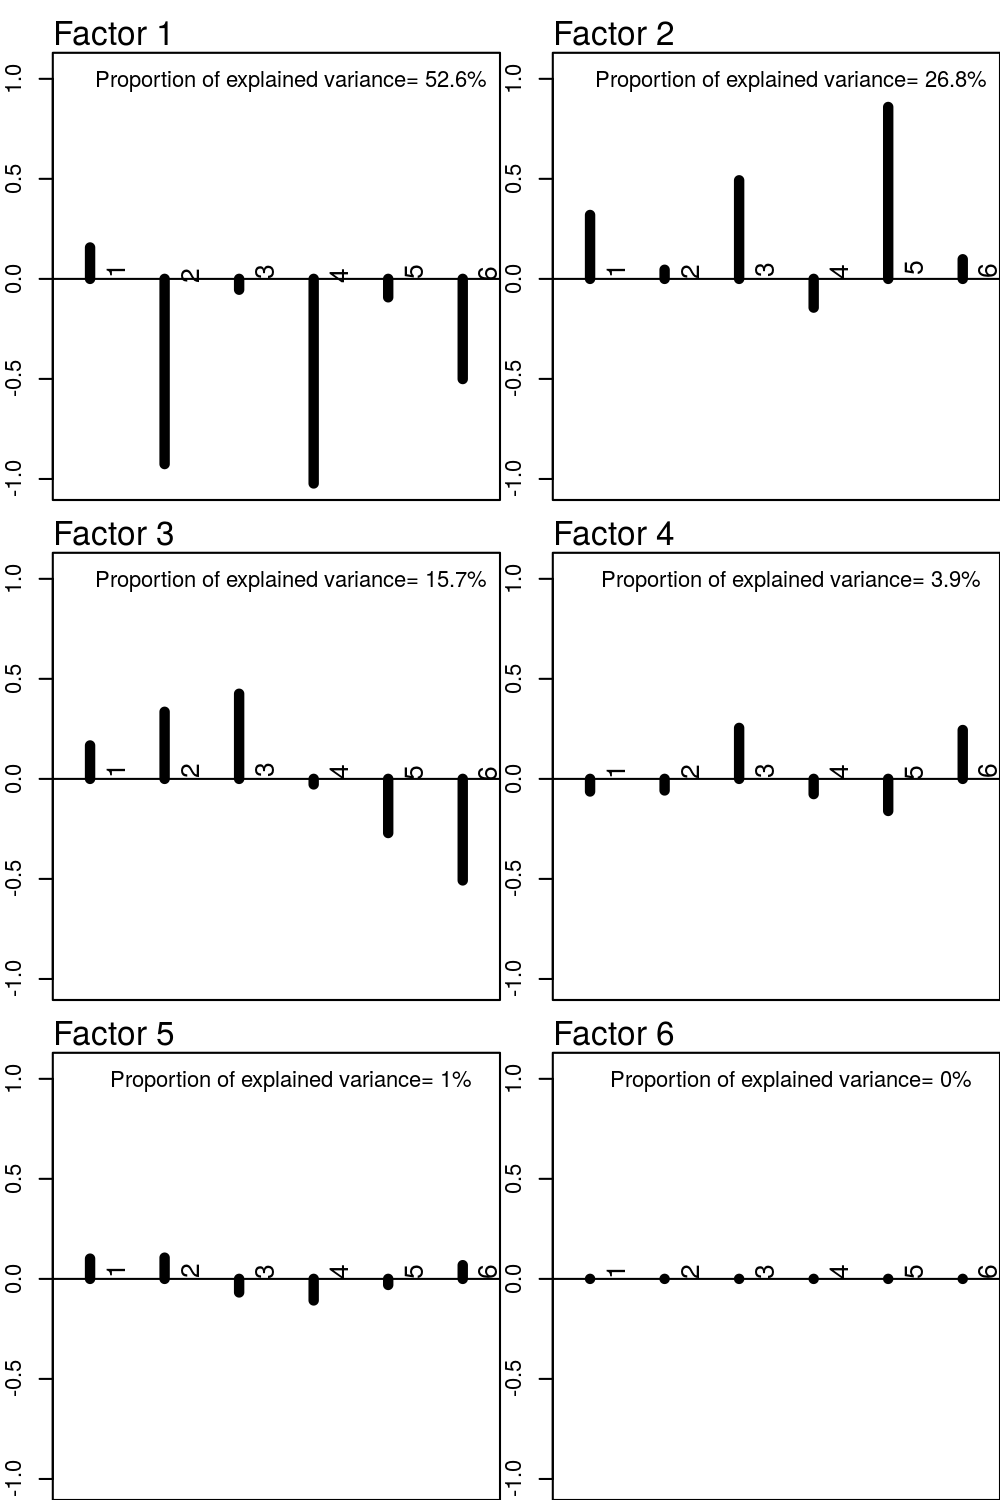 Factor 1
Proportion of explained variance= 52.6%
1.0
0.5
0.0
-0.5
-1.0
1 2 3 4 5 6
Factor 2
Proportion of explained variance= 26.8%
1.0
0.5
0.0
-0.5
-1.0
1 2 3 4 5 6
Factor 3
Proportion of explained variance= 15.7%
1.0
0.5
0.0
-0.5
-1.0
1 2 3 4 5 6
Factor 4
Proportion of explained variance= 3.9%
1.0
0.5
0.0
-0.5
-1.0
1 2 3 4 5 6
Factor 5
Proportion of explained variance= 1%
1.0
0.5
0.0
-0.5
-1.0
1 2 3 4 5 6
Factor 6
Proportion of explained variance= 0%
1.0
0.5
0.0
-0.5
-1.0
1 2 3 4 5 6